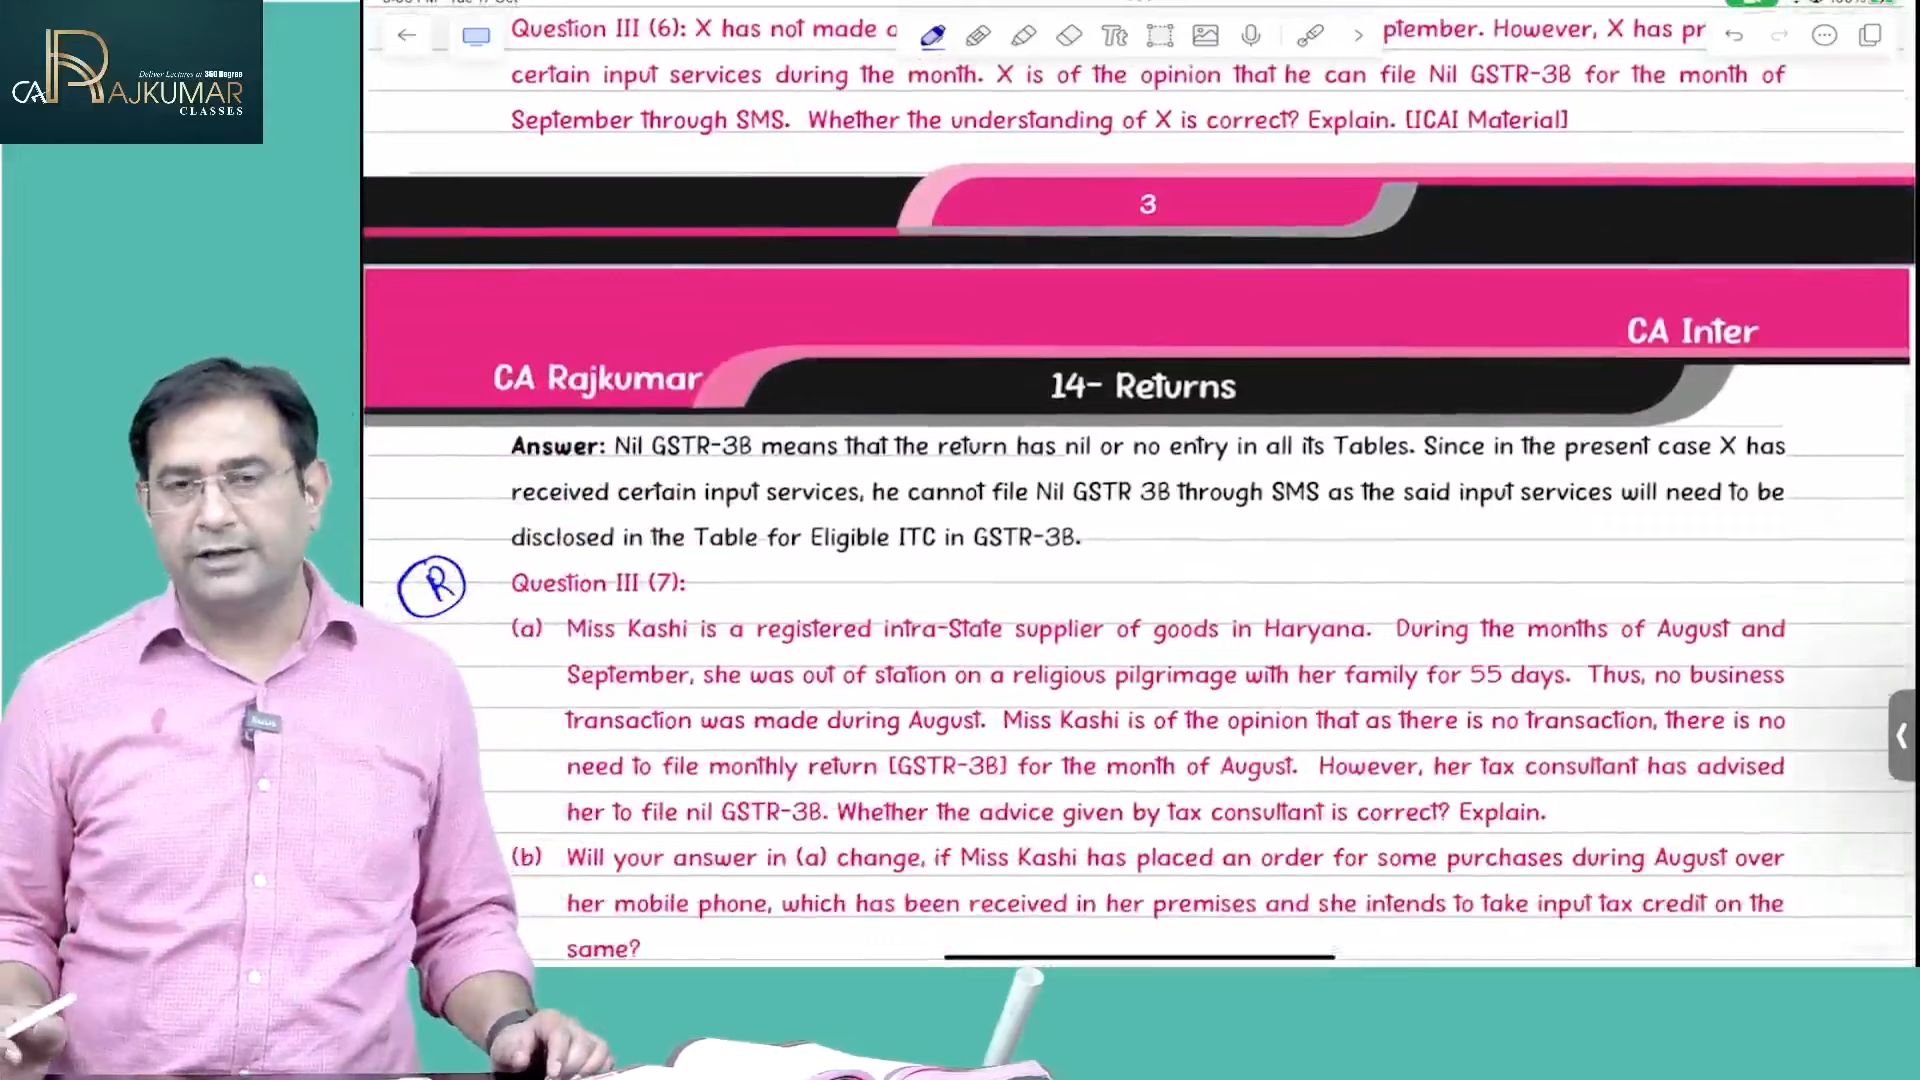 Deliver Lectures at 360 Degree
CA RAJKUMAR
CLASSES
Question III (6): X has not made ptember. However, X has pr
certain input services during the month. X is of the opinion that he can file Nil GSTR-3B for the month of
September through SMS. Whether the understanding of X is correct? Explain. [ICAI Material]
3
CA Inter
CA Rajkumar
14- Returns
Answer: Nil GSTR-3B means that the return has nil or no entry in all its Tables. Since in the present case X has
received certain input services, he cannot file Nil GSTR 3B through SMS as the said input services will need to be
disclosed in the Table for Eligible ITC in GSTR-3B.
R
Question III (7):
(a) Miss Kashi is a registered intra-State supplier of goods in Haryana. During the months of August and
September, she was out of station on a religious pilgrimage with her family for 55 days. Thus, no business
transaction was made during August. Miss Kashi is of the opinion that as there is no transaction, there is no
need to file monthly return [GSTR-3B] for the month of August. However, her tax consultant has advised
her to file nil GSTR-3B. Whether the advice given by tax consultant is correct? Explain.
(b) Will your answer in (a) change, if Miss Kashi has placed an order for some purchases during August over
her mobile phone, which has been received in her premises and she intends to take input tax credit on the
same?